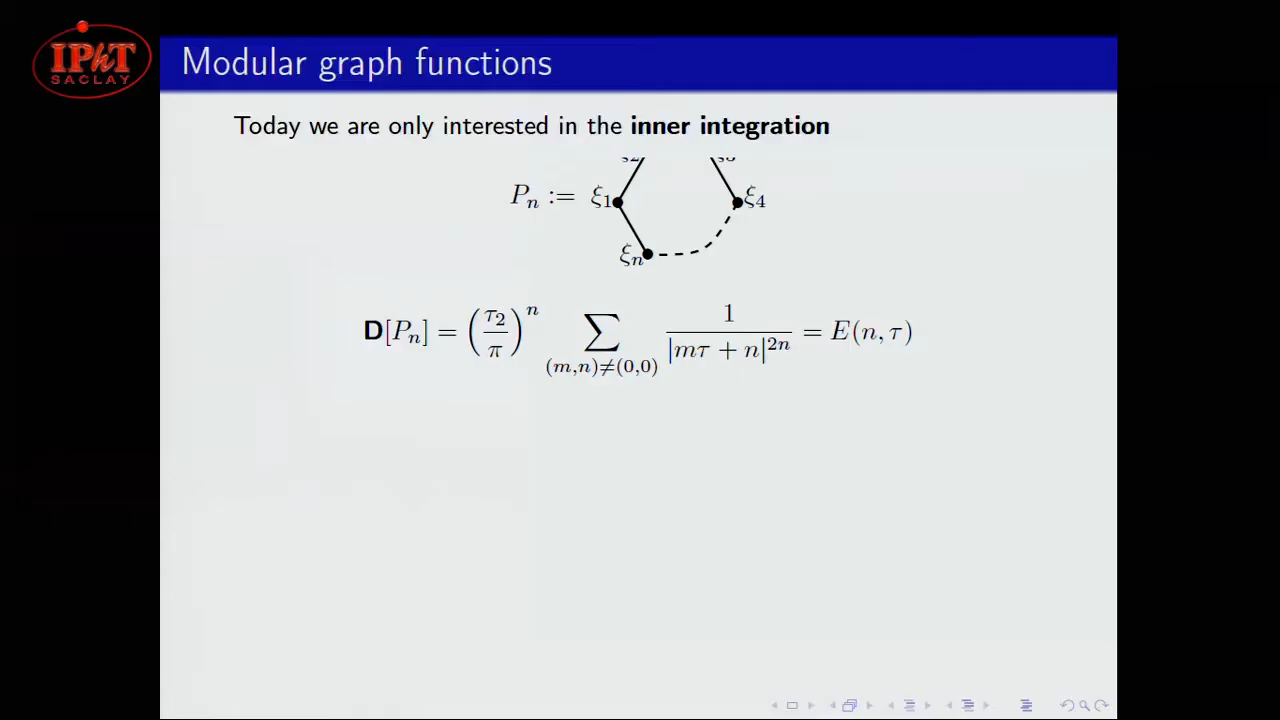 IPhT
SACLAY
Modular graph functions
Today we are only interested in the inner integration
P_n := ξ_1 ξ_4
ξ_n
D[P_n] = (τ_2/π)^n ∑_{(m,n)≠(0,0)} 1/|mτ + n|^{2n} = E(n, τ)